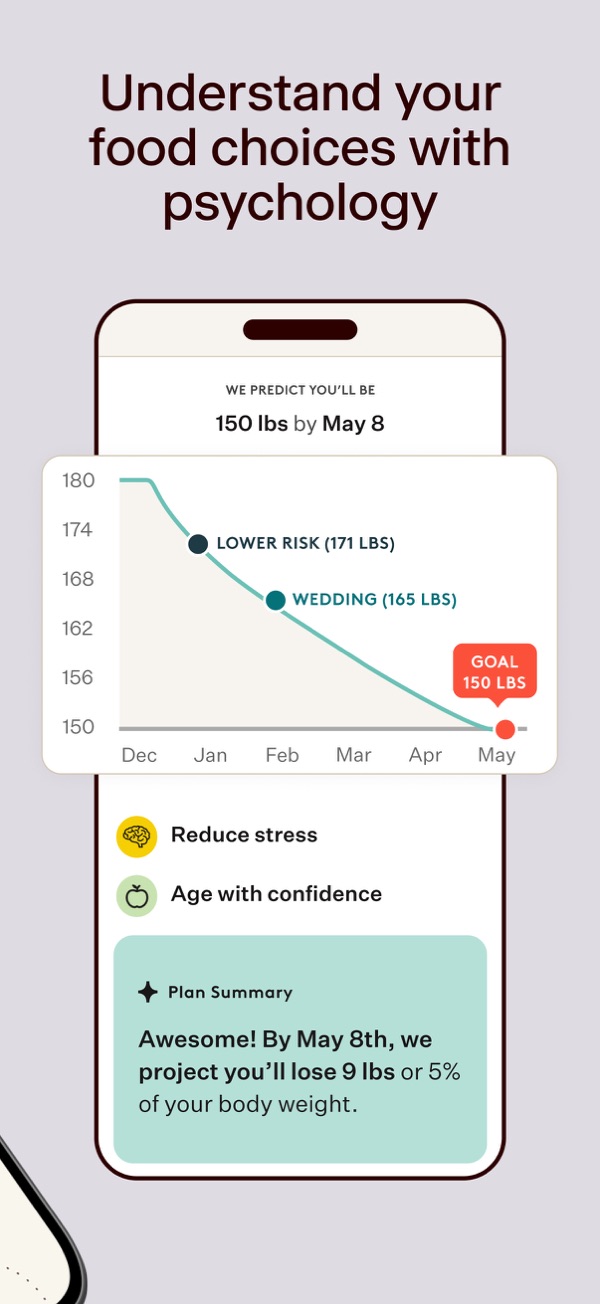 Understand your
food choices with
psychology
WE PREDICT YOU'LL BE
150 lbs by May 8
180
174
LOWER RISK (171 LBS)
168
WEDDING (165 LBS)
162
156
GOAL
150 LBS
150
Dec Jan Feb Mar Apr May
Reduce stress
Age with confidence
Plan Summary
Awesome! By May 8th, we
project you'll lose 9 lbs or 5%
of your body weight.